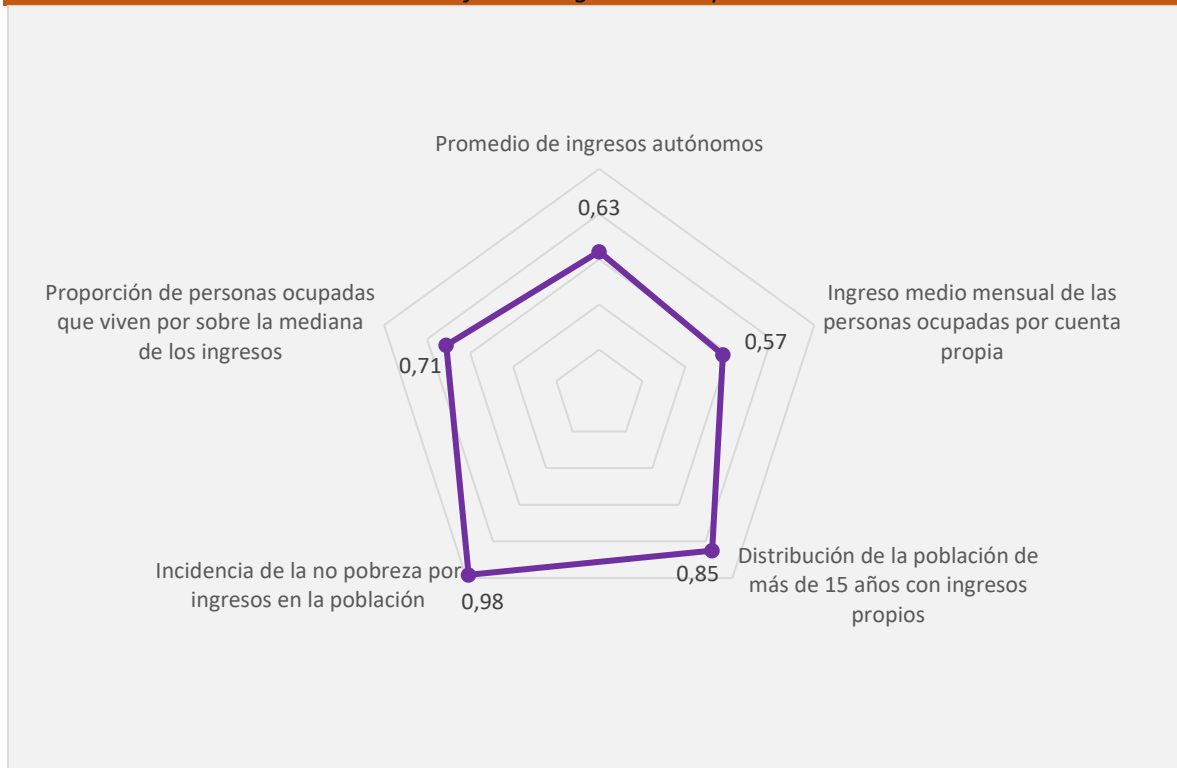 Promedio de ingresos autónomos
0,63
Ingreso medio mensual de las
personas ocupadas por cuenta
propia
0,57
Distribución de la población de
más de 15 años con ingresos
propios
0,85
Incidencia de la no pobreza por
ingresos en la población
0,98
Proporción de personas ocupadas
que viven por sobre la mediana
de los ingresos
0,71